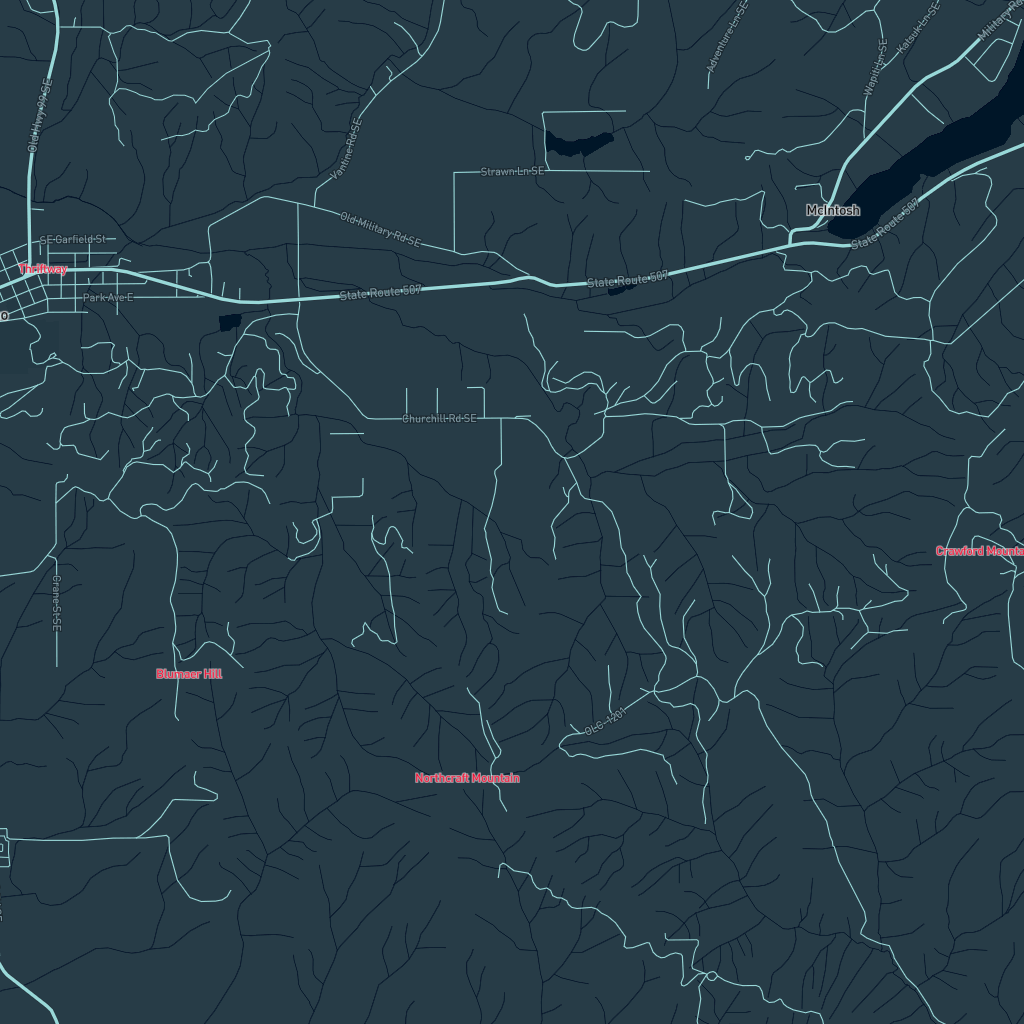 Adventure Ln SE
Katsuk Ln SE
Military Rd
Wapiti Ln SE
Old Hwy 99 SE
Vantine Rd SE
Strawn Ln SE
McIntosh
Old Military Rd SE
State Route 507
SE Garfield St
Thriftway
State Route 507
State Route 507
Park Ave E
o
Churchill Rd SE
Crawford Mounta
Crane St SE
Blumaer Hill
OLC-1201
Northcraft Mountain